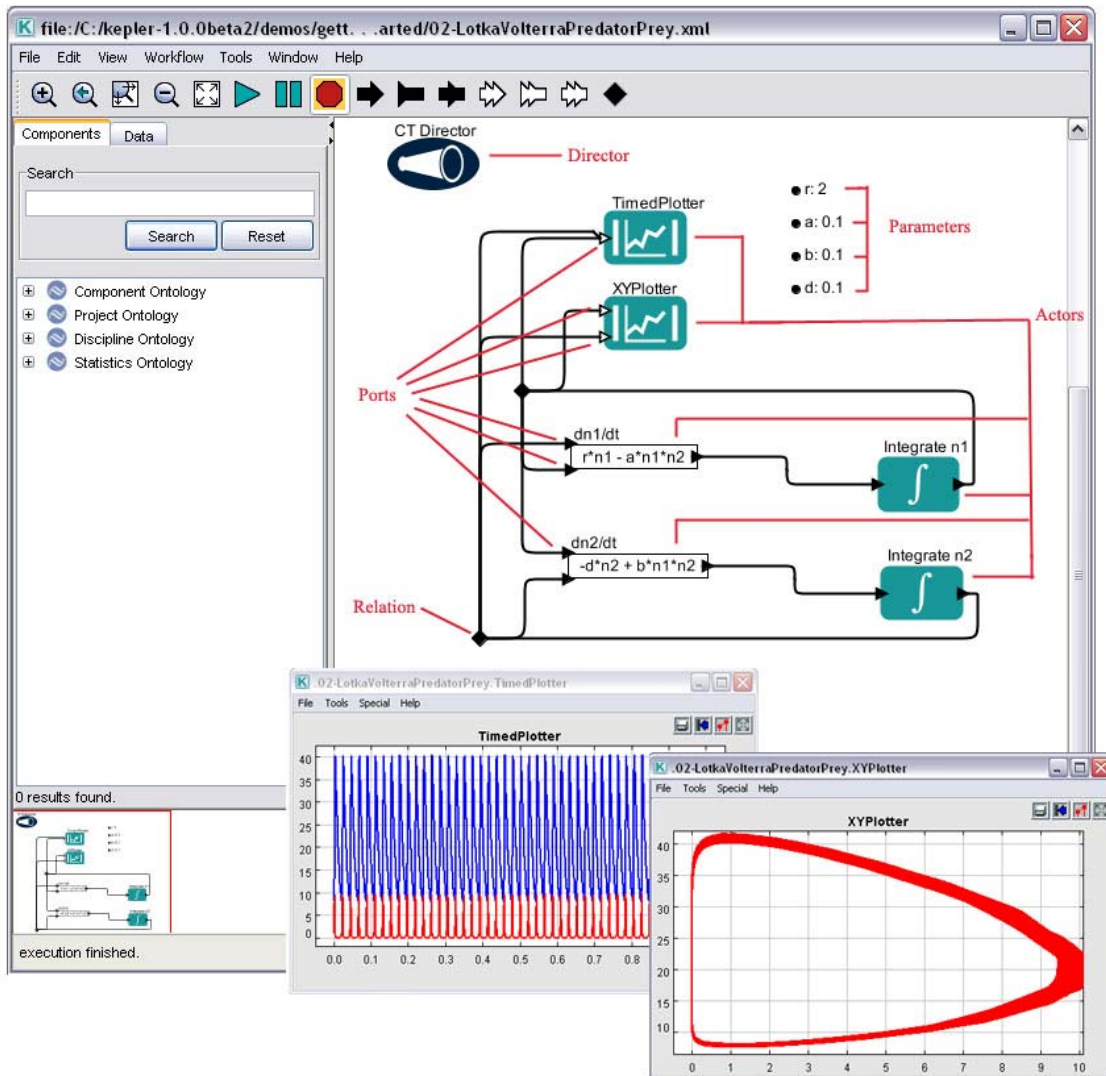 file:/C:/kepler-1.0.0beta2/demos/gett. . .arted/02-LotkaVolterraPredatorPrey.xml
File Edit View Workflow Tools Window Help
Components Data
Search
Search Reset
Component Ontology
Project Ontology
Discipline Ontology
Statistics Ontology
0 results found.
execution finished.
CT Director
Director
TimedPlotter
XYPlotter
r: 2
a: 0.1
b: 0.1
d: 0.1
Parameters
Actors
Ports
dn1/dt
r*n1 - a*n1*n2
Integrate n1
∫
dn2/dt
-d*n2 + b*n1*n2
Integrate n2
∫
Relation
.02-LotkaVolterraPredatorPrey.TimedPlotter
File Tools Special Help
TimedPlotter
40
35
30
25
20
15
10
5
0
0.0 0.1 0.2 0.3 0.4 0.5 0.6 0.7 0.8
.02-LotkaVolterraPredatorPrey.XYPlotter
File Tools Special Help
XYPlotter
40
35
30
25
20
15
10
0 1 2 3 4 5 6 7 8 9 10